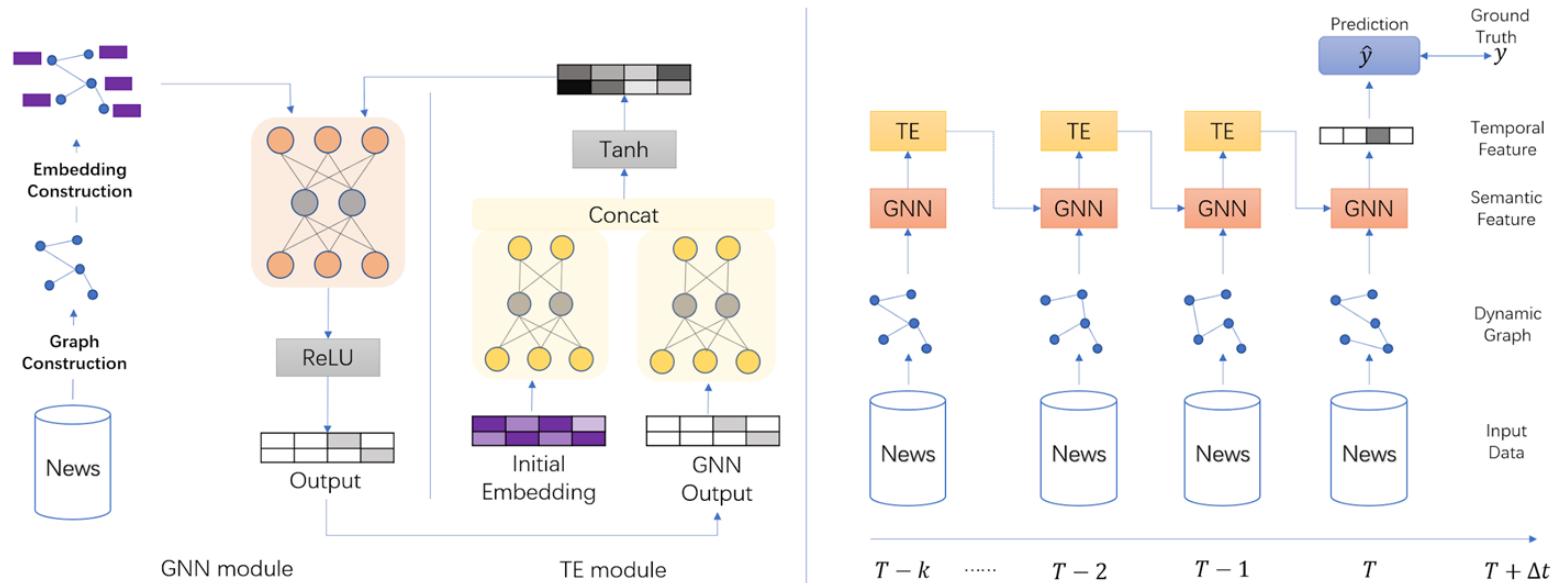 Embedding
Construction
Graph
Construction
News
ReLU
Output
GNN module
Tanh
Concat
Initial
Embedding
GNN
Output
TE module
Prediction
ŷ
Ground
Truth
y
TE
TE
TE
Temporal
Feature
GNN
GNN
GNN
GNN
Semantic
Feature
Dynamic
Graph
News
News
News
News
Input
Data
T − k ...... T − 2 T − 1 T T + Δt